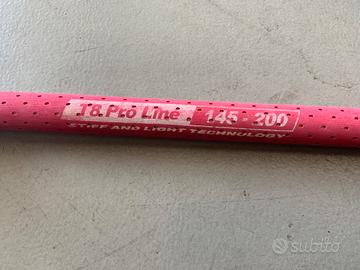 T8.Pro Line 145 - 200
STIFF AND LIGHT TECHNOLOGY
subito